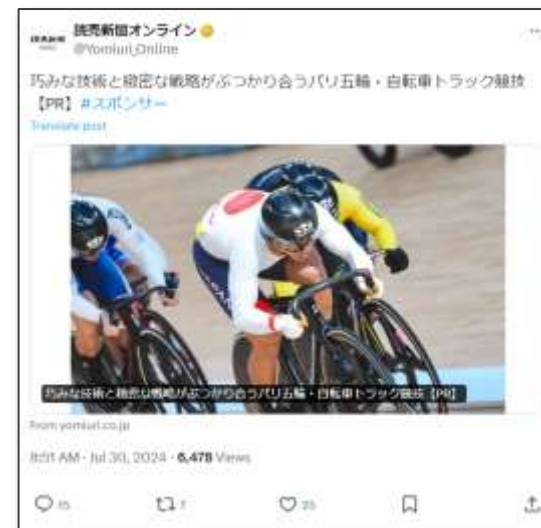 読売新聞オンライン
@Yomiuri_Online
巧みな技術と緻密な戦略がぶつかり合うパリ五輪・自転車トラック競技
【PR】#スポンサー
Translate post
巧みな技術と緻密な戦略がぶつかり合うパリ五輪・自転車トラック競技【PR】
From yomiuri.co.jp
AM · Jul 30, 2024 · 6,478 Views
15 7 25